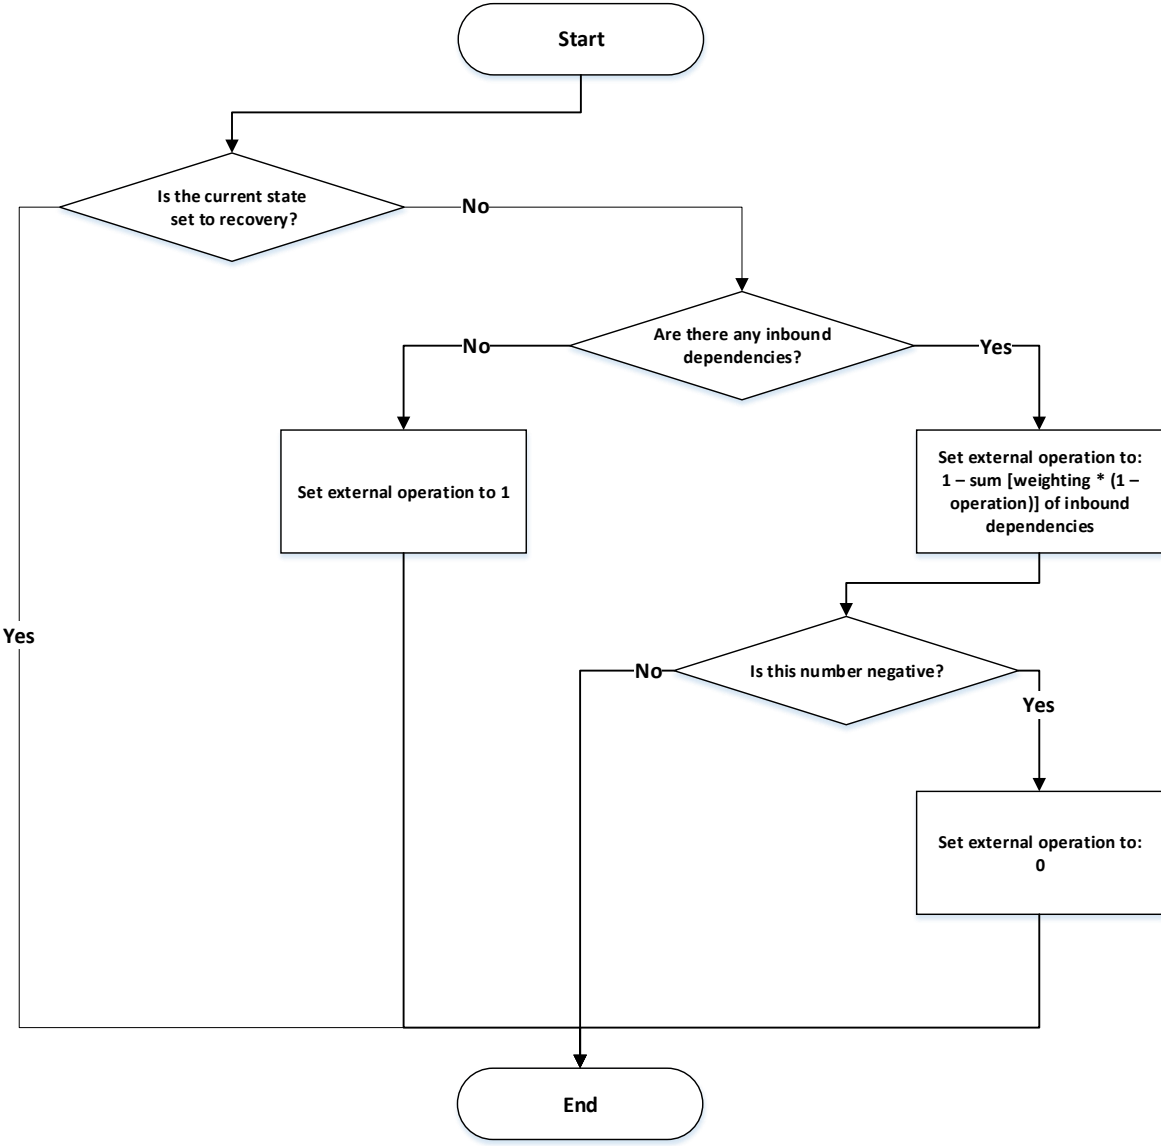 Start
Is the current state
set to recovery?
No
Are there any inbound
dependencies?
No
Yes
Set external operation to 1
Set external operation to:
1 – sum [weighting * (1 –
operation)] of inbound
dependencies
Yes
No
Is this number negative?
Yes
Set external operation to:
0
End